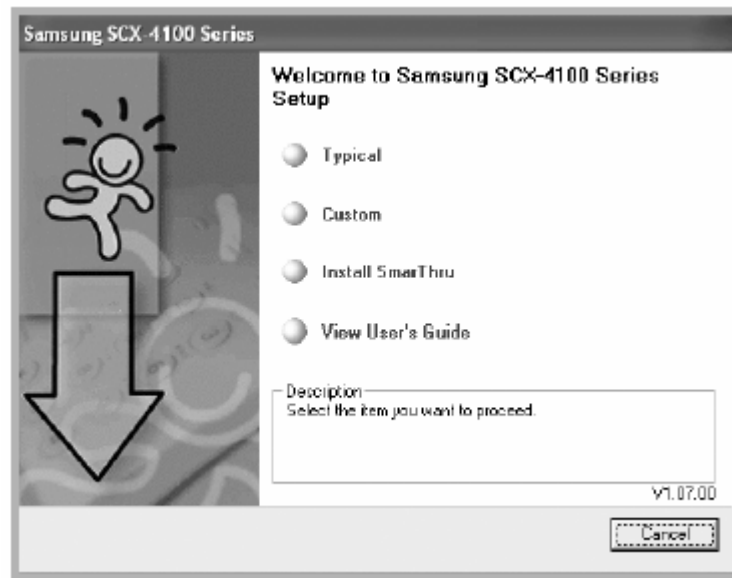 Samsung SCX-4100 Series
Welcome to Samsung SCX-4100 Series
Setup
Typical
Custom
Install SmarThru
View User's Guide
Description
Select the item you want to proceed.
V1.07.00
Cancel